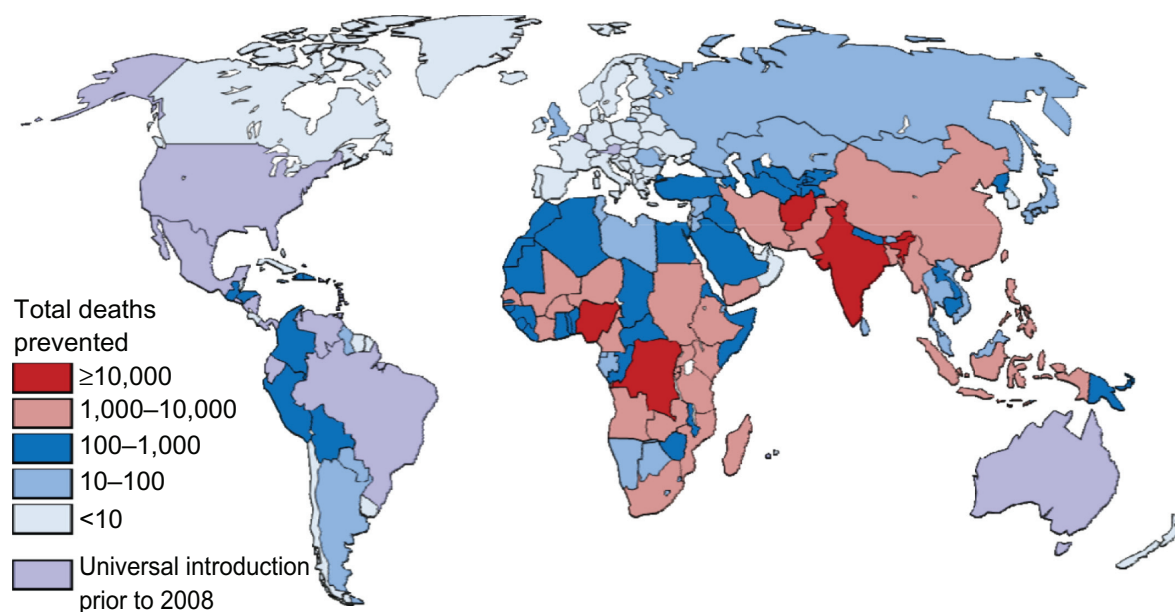 Total deaths
prevented
≥10,000
1,000–10,000
100–1,000
10–100
<10
Universal introduction
prior to 2008